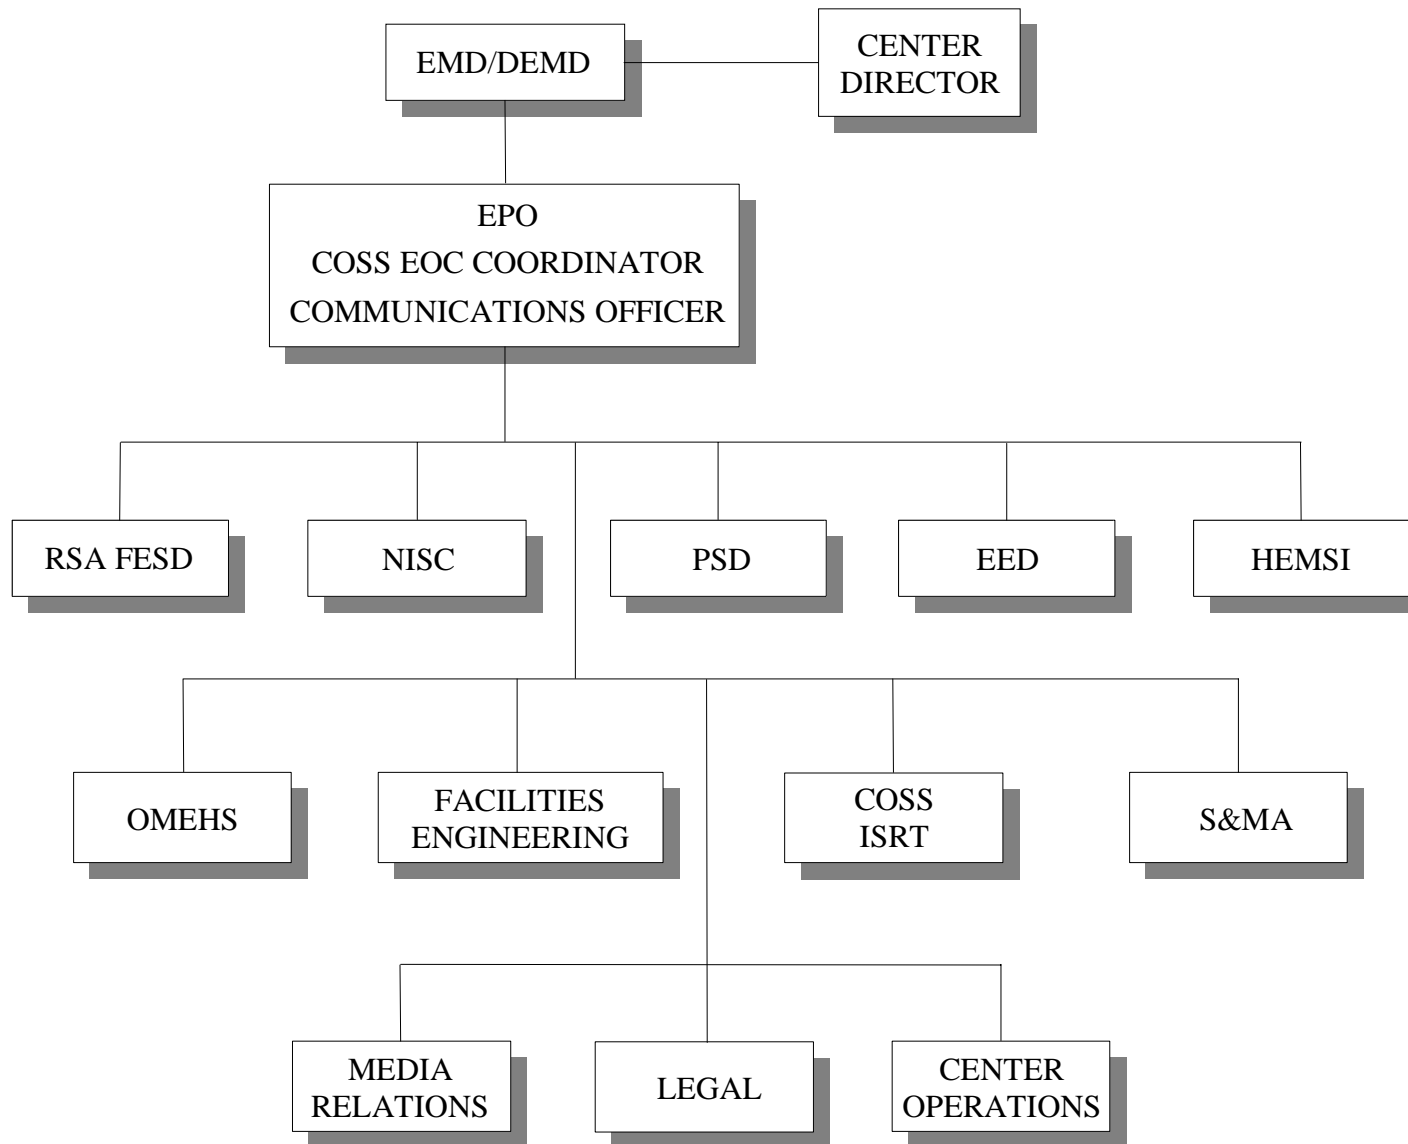 EMD/DEMD
CENTER
DIRECTOR
EPO
COSS EOC COORDINATOR
COMMUNICATIONS OFFICER
RSA FESD
NISC
PSD
EED
HEMSI
OMEHS
FACILITIES
ENGINEERING
COSS
ISRT
S&MA
MEDIA
RELATIONS
LEGAL
CENTER
OPERATIONS